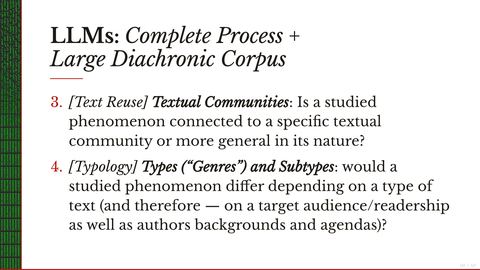 LLMs: Complete Process +
Large Diachronic Corpus
3. [Text Reuse] Textual Communities: Is a studied
phenomenon connected to a specific textual
community or more general in its nature?
4. [Typology] Types (“Genres”) and Subtypes: would a
studied phenomenon differ depending on a type of
text (and therefore — on a target audience/readership
as well as authors backgrounds and agendas)?